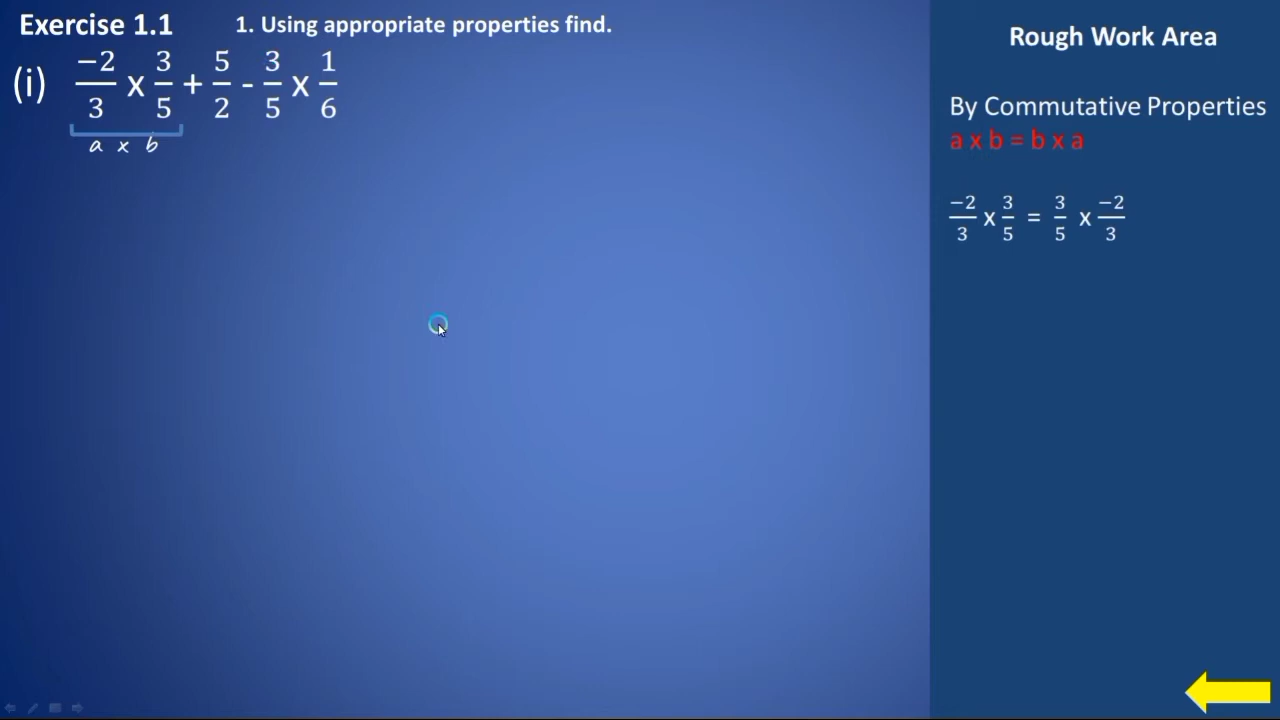 Exercise 1.1 1. Using appropriate properties find.
(i) −2/3 x 3/5 + 5/2 - 3/5 x 1/6
a x b
Rough Work Area
By Commutative Properties
a x b = b x a
−2/3 x 3/5 = 3/5 x −2/3